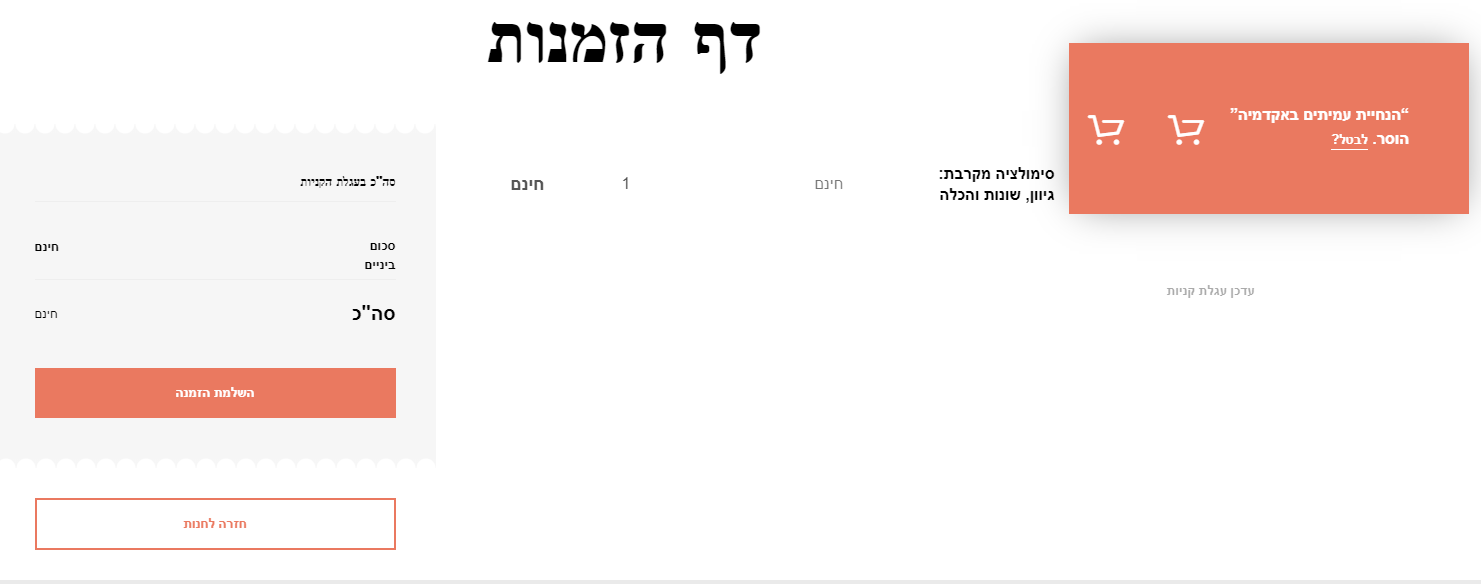 דף הזמנות
“הנחיית עמיתים באקדמיה”
הוסר. לבטל?
סימולציה מקרבת:
גיוון, שונות והכלה
חינם
1
חינם
עדכן עגלת קניות
סה"כ בעגלת הקניות
סכום
ביניים
חינם
סה"כ
חינם
השלמת הזמנה
חזרה לחנות